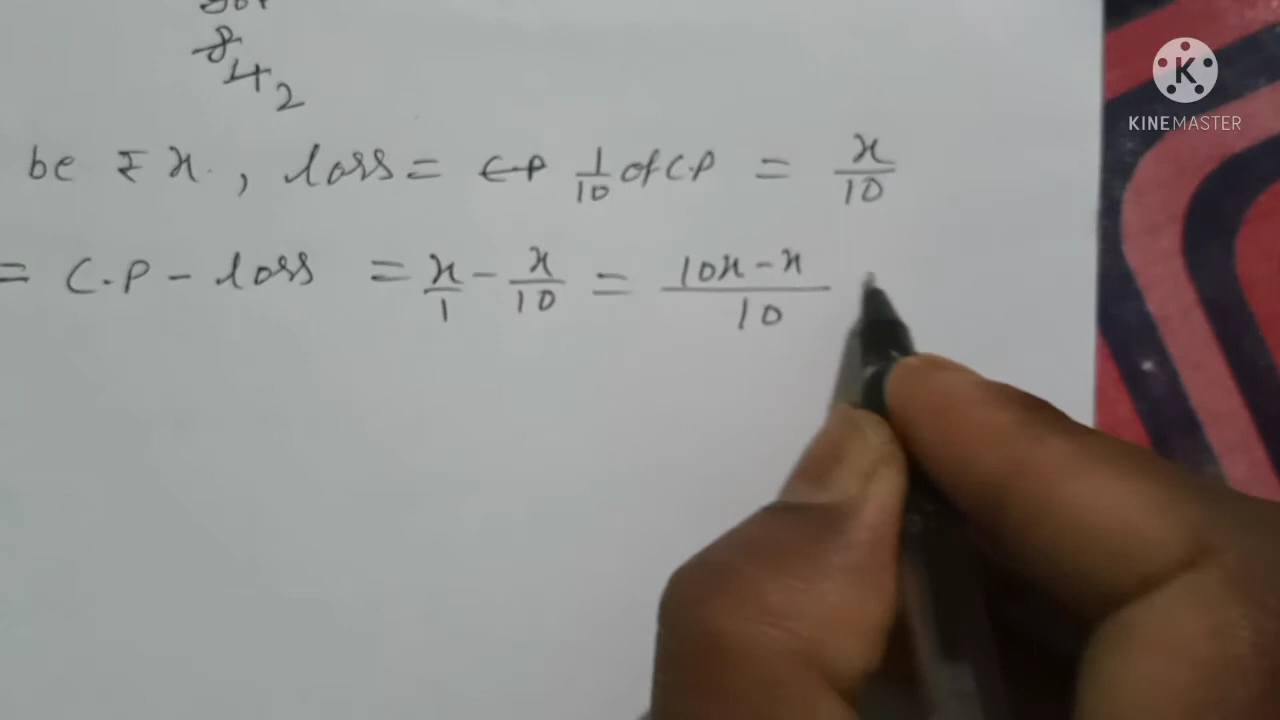 8
4
2
be ₹ x. , loss = C.P 1/10 of C.P = x/10
= C.P - loss = x/1 - x/10 = 10x - x/10
K
KINEMASTER